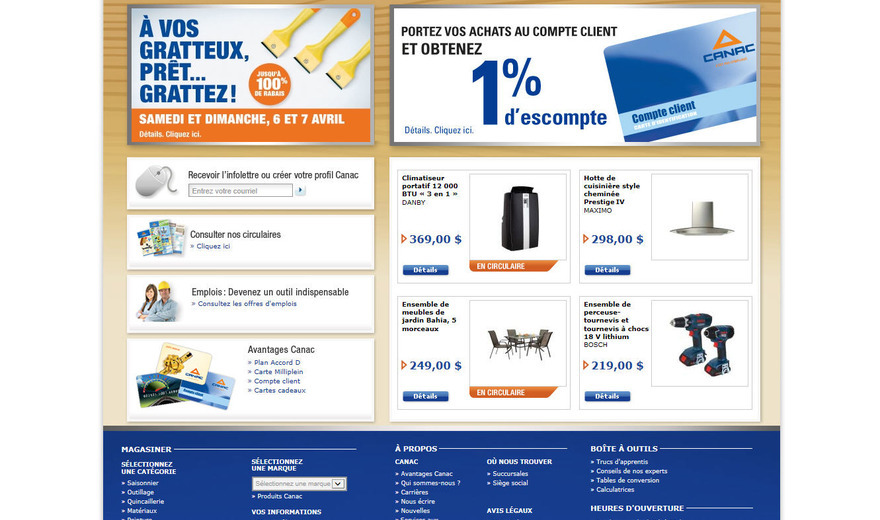 À VOS
GRATTEUX,
PRÊT...
GRATTEZ!
JUSQU'À
100%
DE RABAIS
SAMEDI ET DIMANCHE, 6 ET 7 AVRIL
Détails. Cliquez ici.
PORTEZ VOS ACHATS AU COMPTE CLIENT
ET OBTENEZ
1%
d'escompte
Détails. Cliquez ici.
CANAC
Compte client
CARTE D'IDENTIFICATION
Recevoir l'infolettre ou créer votre profil Canac
Entrez votre courriel
Consulter nos circulaires
» Cliquez ici
Emplois : Devenez un outil indispensable
» Consultez les offres d'emplois
Avantages Canac
» Plan Accord D
» Carte Milliplein
» Compte client
» Cartes cadeaux
CANAC
Climatiseur
portatif 12 000
BTU « 3 en 1 »
DANBY
369,00 $
Détails
EN CIRCULAIRE
Hotte de
cuisinière style
cheminée
Prestige IV
MAXIMO
298,00 $
Détails
Ensemble de
meubles de
jardin Bahia, 5
morceaux
249,00 $
Détails
EN CIRCULAIRE
Ensemble de
perceuse-
tournevis et
tournevis à chocs
18 V lithium
BOSCH
219,00 $
Détails
MAGASINER
SÉLECTIONNEZ
UNE CATÉGORIE
» Saisonnier
» Outillage
» Quincaillerie
» Matériaux
» Peinture
SÉLECTIONNEZ
UNE MARQUE
Sélectionnez une marque
» Produits Canac
VOS INFORMATIONS
À PROPOS
CANAC
» Avantages Canac
» Qui sommes-nous ?
» Carrières
» Nous écrire
» Nouvelles
» Services aux
OÙ NOUS TROUVER
» Succursales
» Siège social
AVIS LÉGAUX
BOÎTE À OUTILS
» Trucs d'apprentis
» Conseils de nos experts
» Tables de conversion
» Calculatrices
HEURES D'OUVERTURE